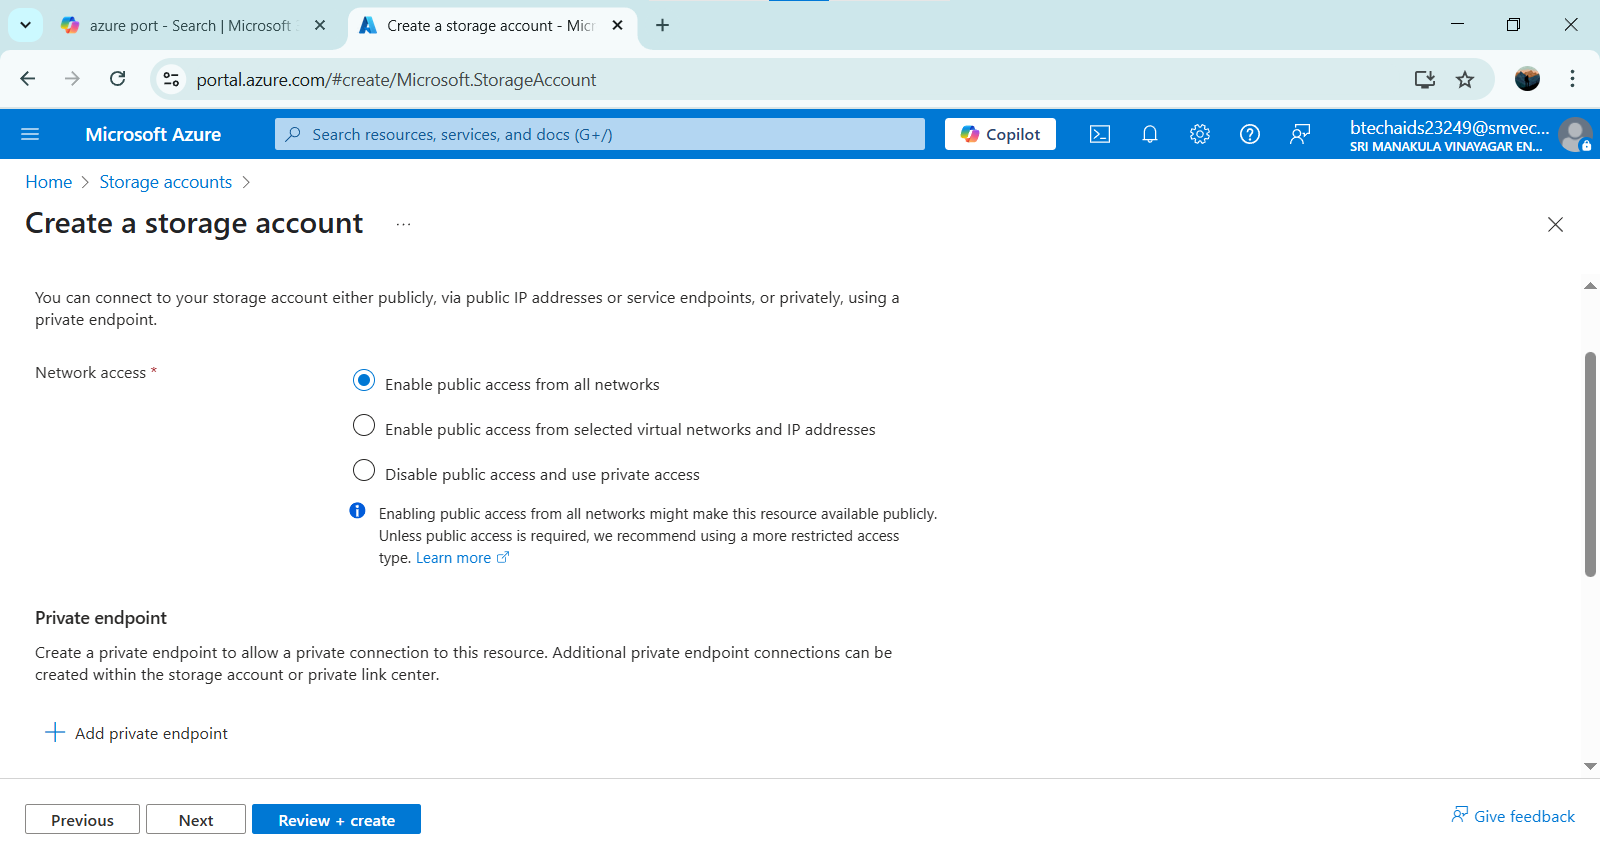 azure port - Search | Microsoft
Create a storage account - Micr
portal.azure.com/#create/Microsoft.StorageAccount
Microsoft Azure
Search resources, services, and docs (G+/)
Copilot
btechaids23249@smvec...
SRI MANAKULA VINAYAGAR EN...
Home > Storage accounts >
Create a storage account ...
You can connect to your storage account either publicly, via public IP addresses or service endpoints, or privately, using a
private endpoint.
Network access *
Enable public access from all networks
Enable public access from selected virtual networks and IP addresses
Disable public access and use private access
Enabling public access from all networks might make this resource available publicly.
Unless public access is required, we recommend using a more restricted access
type. Learn more
Private endpoint
Create a private endpoint to allow a private connection to this resource. Additional private endpoint connections can be
created within the storage account or private link center.
+ Add private endpoint
Previous
Next
Review + create
Give feedback